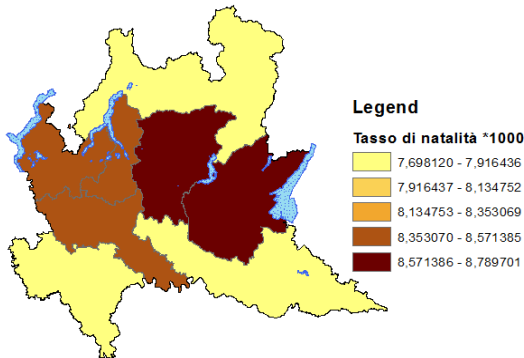 Legend
Tasso di natalità *1000
7,698120 - 7,916436
7,916437 - 8,134752
8,134753 - 8,353069
8,353070 - 8,571385
8,571386 - 8,789701